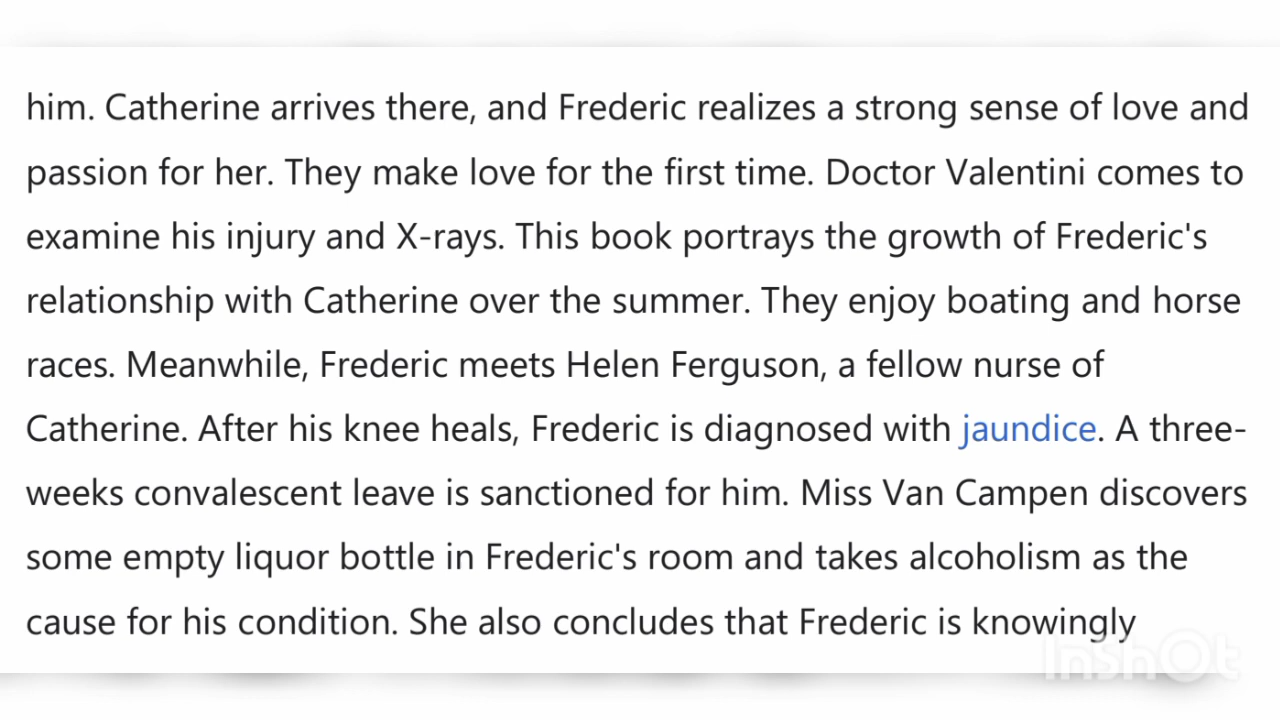 him. Catherine arrives there, and Frederic realizes a strong sense of love and
passion for her. They make love for the first time. Doctor Valentini comes to
examine his injury and X-rays. This book portrays the growth of Frederic's
relationship with Catherine over the summer. They enjoy boating and horse
races. Meanwhile, Frederic meets Helen Ferguson, a fellow nurse of
Catherine. After his knee heals, Frederic is diagnosed with jaundice. A three-
weeks convalescent leave is sanctioned for him. Miss Van Campen discovers
some empty liquor bottle in Frederic's room and takes alcoholism as the
cause for his condition. She also concludes that Frederic is knowingly
InshOt